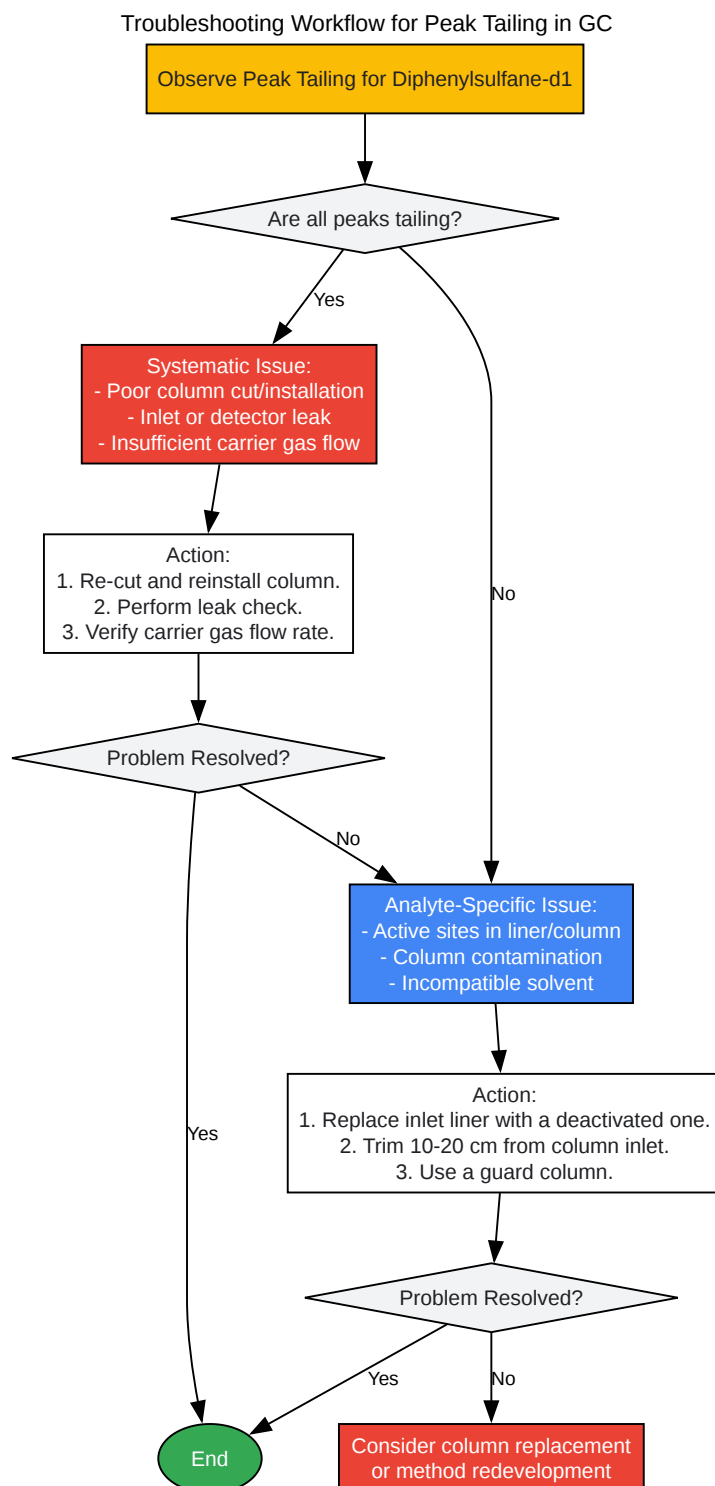 Troubleshooting Workflow for Peak Tailing in GC
Observe Peak Tailing for Diphenylsulfane-d1
Are all peaks tailing?
Yes
Systematic Issue:
- Poor column cut/installation
- Inlet or detector leak
- Insufficient carrier gas flow
Action:
1. Re-cut and reinstall column.
2. Perform leak check.
3. Verify carrier gas flow rate.
No
Problem Resolved?
No
Analyte-Specific Issue:
- Active sites in liner/column
- Column contamination
- Incompatible solvent
Action:
1. Replace inlet liner with a deactivated one.
2. Trim 10-20 cm from column inlet.
3. Use a guard column.
Yes
Problem Resolved?
Yes
No
End
Consider column replacement
or method redevelopment